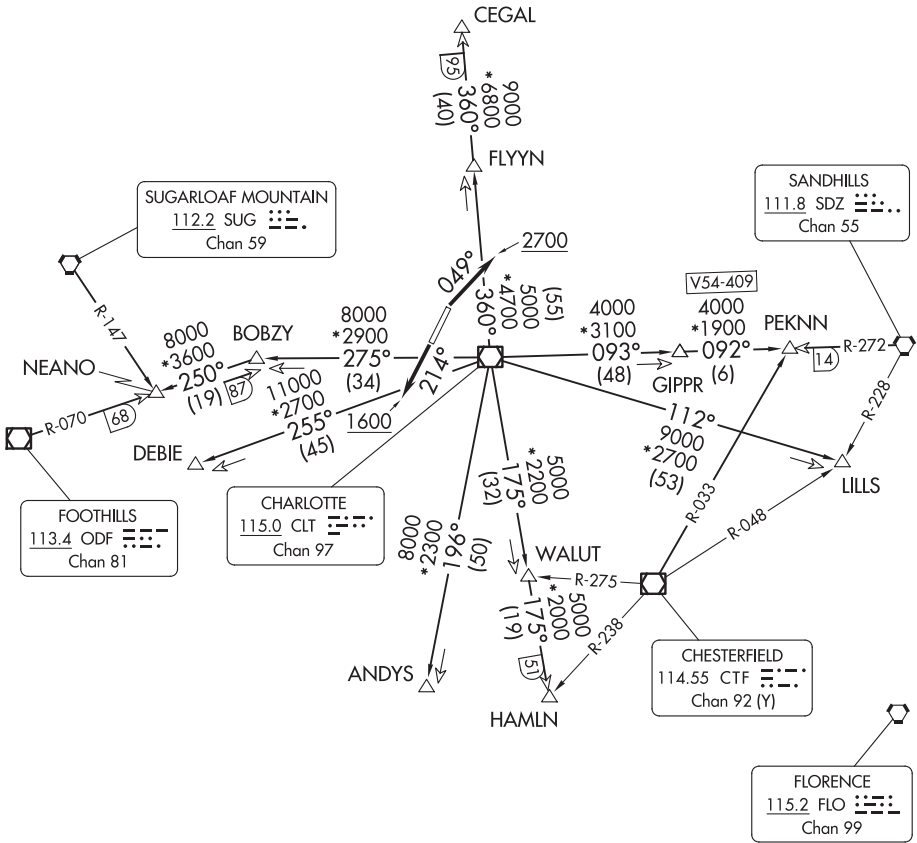 CEGAL
95
360°
(40)
9000
*6800
FLYYN
SUGARLOAF MOUNTAIN
112.2 SUG
Chan 59
SANDHILLS
111.8 SDZ
Chan 55
2700
049°
360°
5000
*4700
(55)
R-147
8000
*3600
250°
(19)
BOBZY
87
8000
*2900
275°
(34)
4000
*3100
093°
(48)
V54-409
4000
*1900
092°
(6)
PEKNN
14
R-272
GIPPR
NEANO
R-070
68
214°
1600
11000
*2700
255°
(45)
DEBIE
R-228
112°
9000
*2700
(53)
LILLS
FOOTHILLS
113.4 ODF
Chan 81
CHARLOTTE
115.0 CLT
Chan 97
8000
*2300
196°
(50)
5000
*2200
175°
(32)
R-033
R-048
WALUT
R-275
5000
*2000
175°
(19)
51
R-238
ANDYS
HAMLN
CHESTERFIELD
114.55 CTF
Chan 92 (Y)
FLORENCE
115.2 FLO
Chan 99